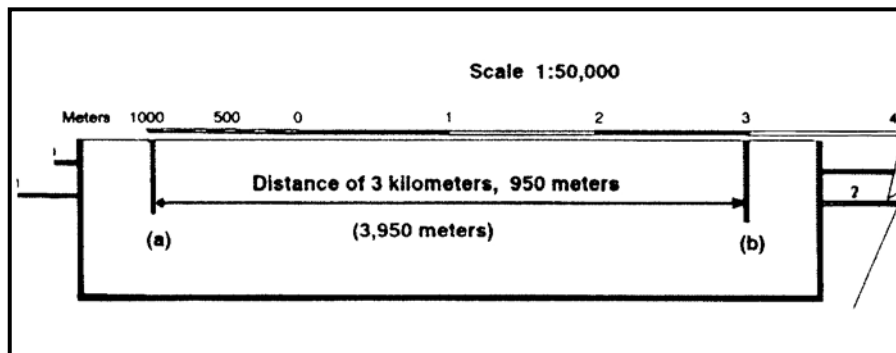 Scale 1:50,000
Meters 1000 500 0 1 2 3 4
Distance of 3 kilometers, 950 meters
?
(3,950 meters)
(a) (b)